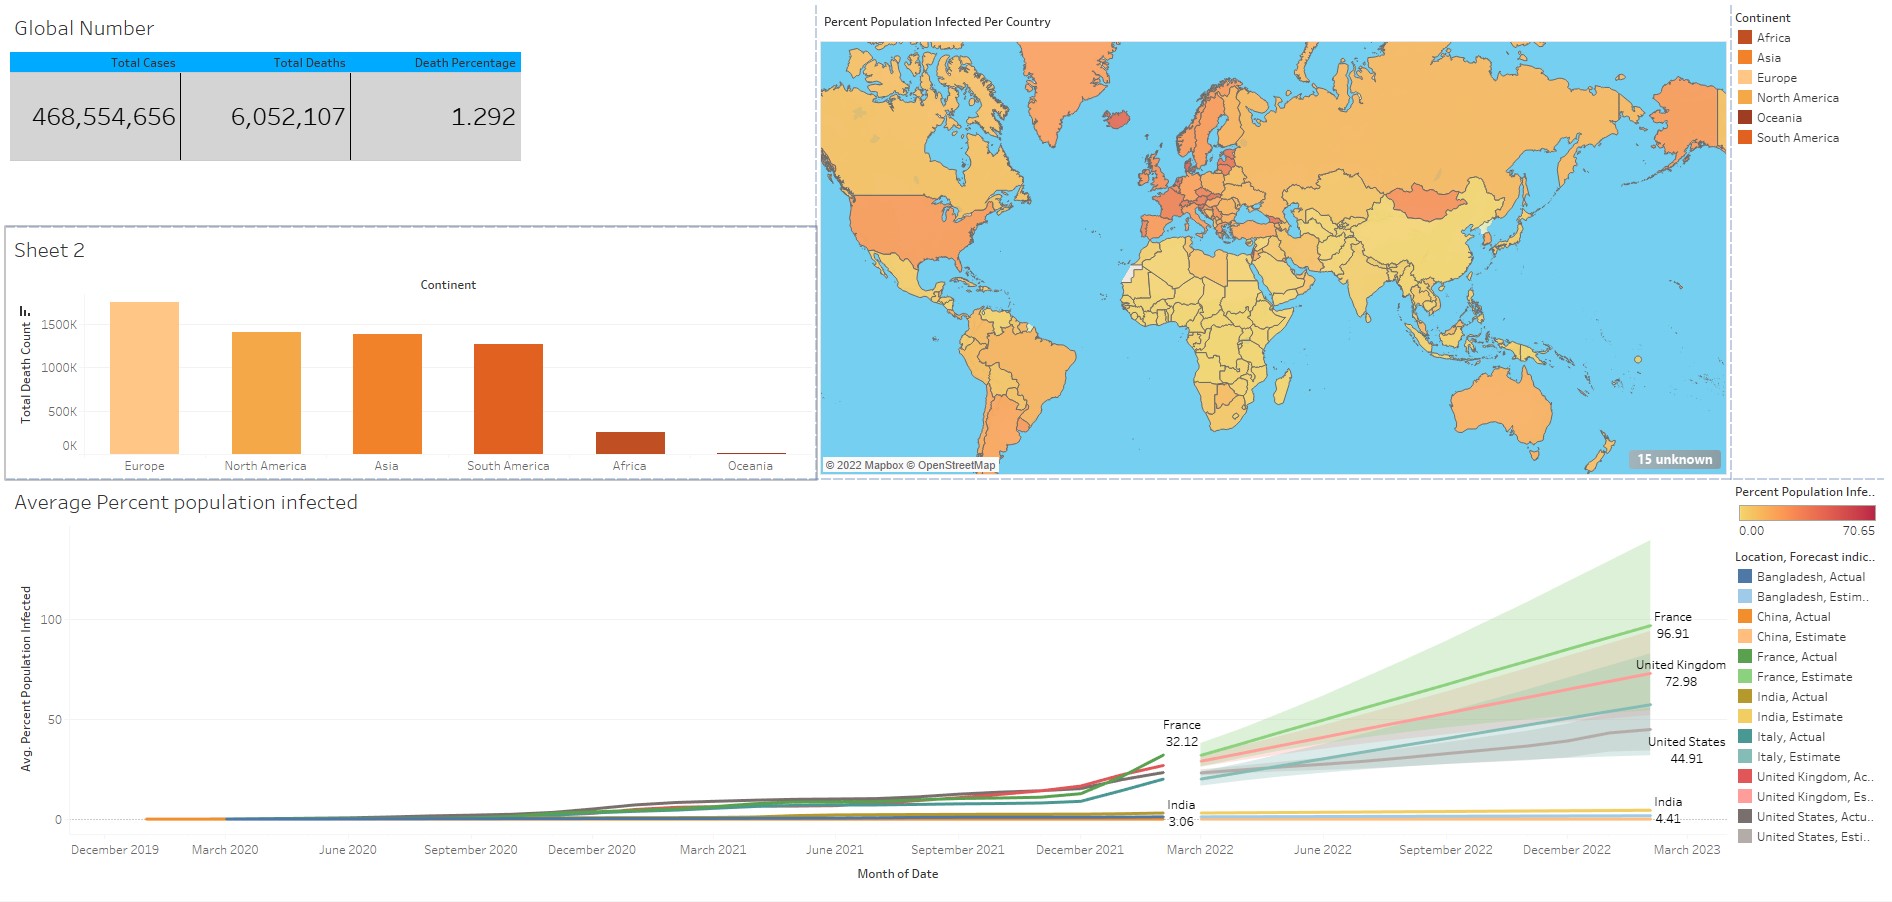 Global Number
Total Cases Total Deaths Death Percentage
468,554,656 6,052,107 1.292
Sheet 2
Continent
Total Death Count
1500K
1000K
500K
0K
Europe North America Asia South America Africa Oceania
Percent Population Infected Per Country
© 2022 Mapbox © OpenStreetMap
15 unknown
Continent
Africa
Asia
Europe
North America
Oceania
South America
Average Percent population infected
Avg. Percent Population Infected
100
50
0
France
32.12
India
3.06
France
96.91
United Kingdom
72.98
United States
44.91
India
4.41
December 2019 March 2020 June 2020 September 2020 December 2020 March 2021 June 2021 September 2021 December 2021 March 2022 June 2022 September 2022 December 2022 March 2023
Month of Date
Percent Population Infe..
0.00 70.65
Location, Forecast indic..
Bangladesh, Actual
Bangladesh, Estim..
China, Actual
China, Estimate
France, Actual
France, Estimate
India, Actual
India, Estimate
Italy, Actual
Italy, Estimate
United Kingdom, Ac..
United Kingdom, Es..
United States, Actu..
United States, Esti..